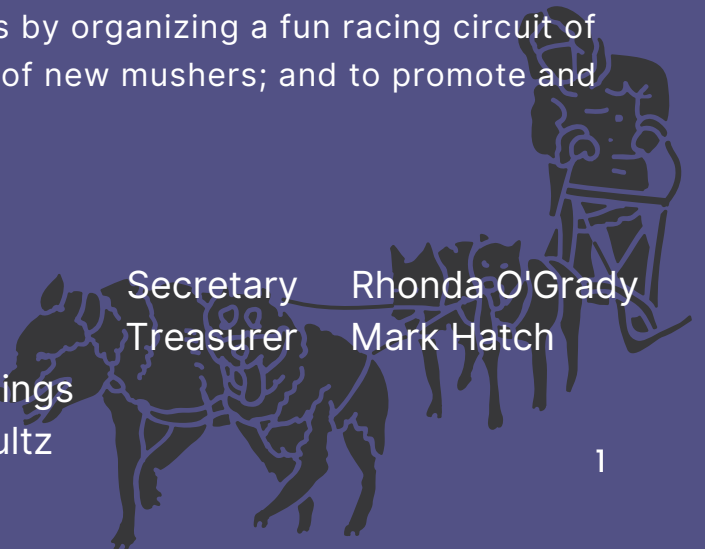 s by organizing a fun racing circuit of
of new mushers; and to promote and
Secretary Rhonda O'Grady
Treasurer Mark Hatch
ings
ultz
1